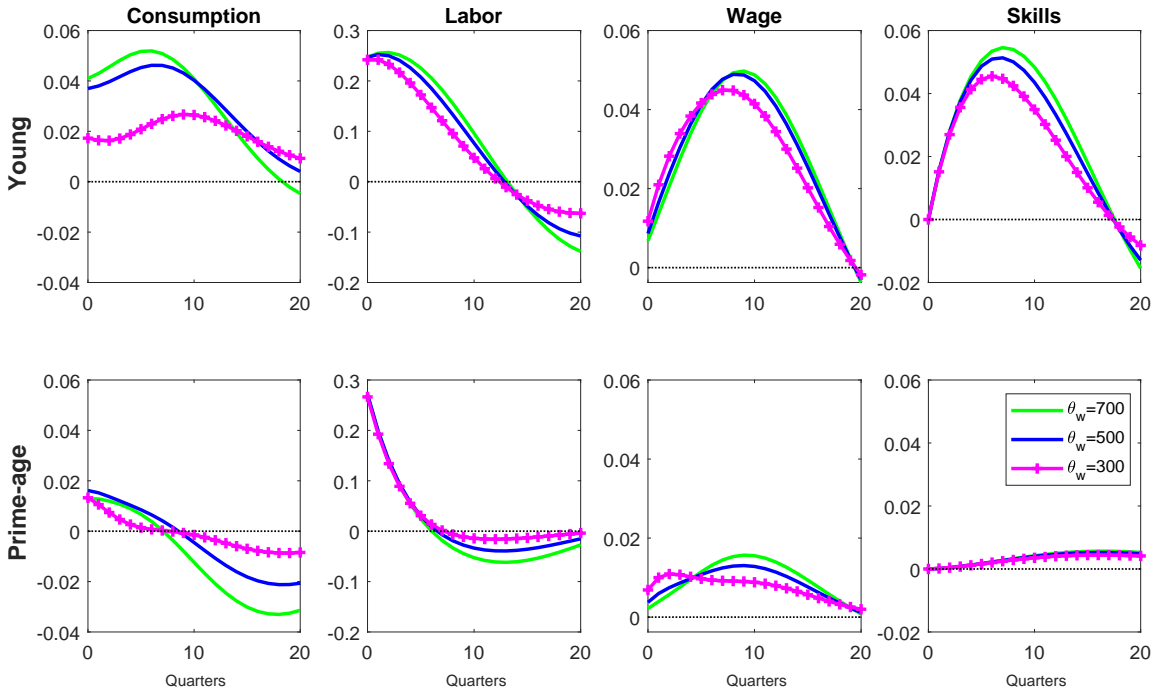 Consumption
Labor
Wage
Skills
Young
0.06
0.04
0.02
0
-0.02
-0.04
0 10 20
0.3
0.2
0.1
0
-0.1
-0.2
0 10 20
0.06
0.04
0.02
0
0 10 20
0.06
0.04
0.02
0
-0.02
0 10 20
Prime-age
0.06
0.04
0.02
0
-0.02
-0.04
0 10 20
Quarters
0.3
0.2
0.1
0
-0.1
-0.2
0 10 20
Quarters
0.06
0.04
0.02
0
0 10 20
Quarters
0.06
0.04
0.02
0
-0.02
0 10 20
Quarters
θw=700
θw=500
θw=300